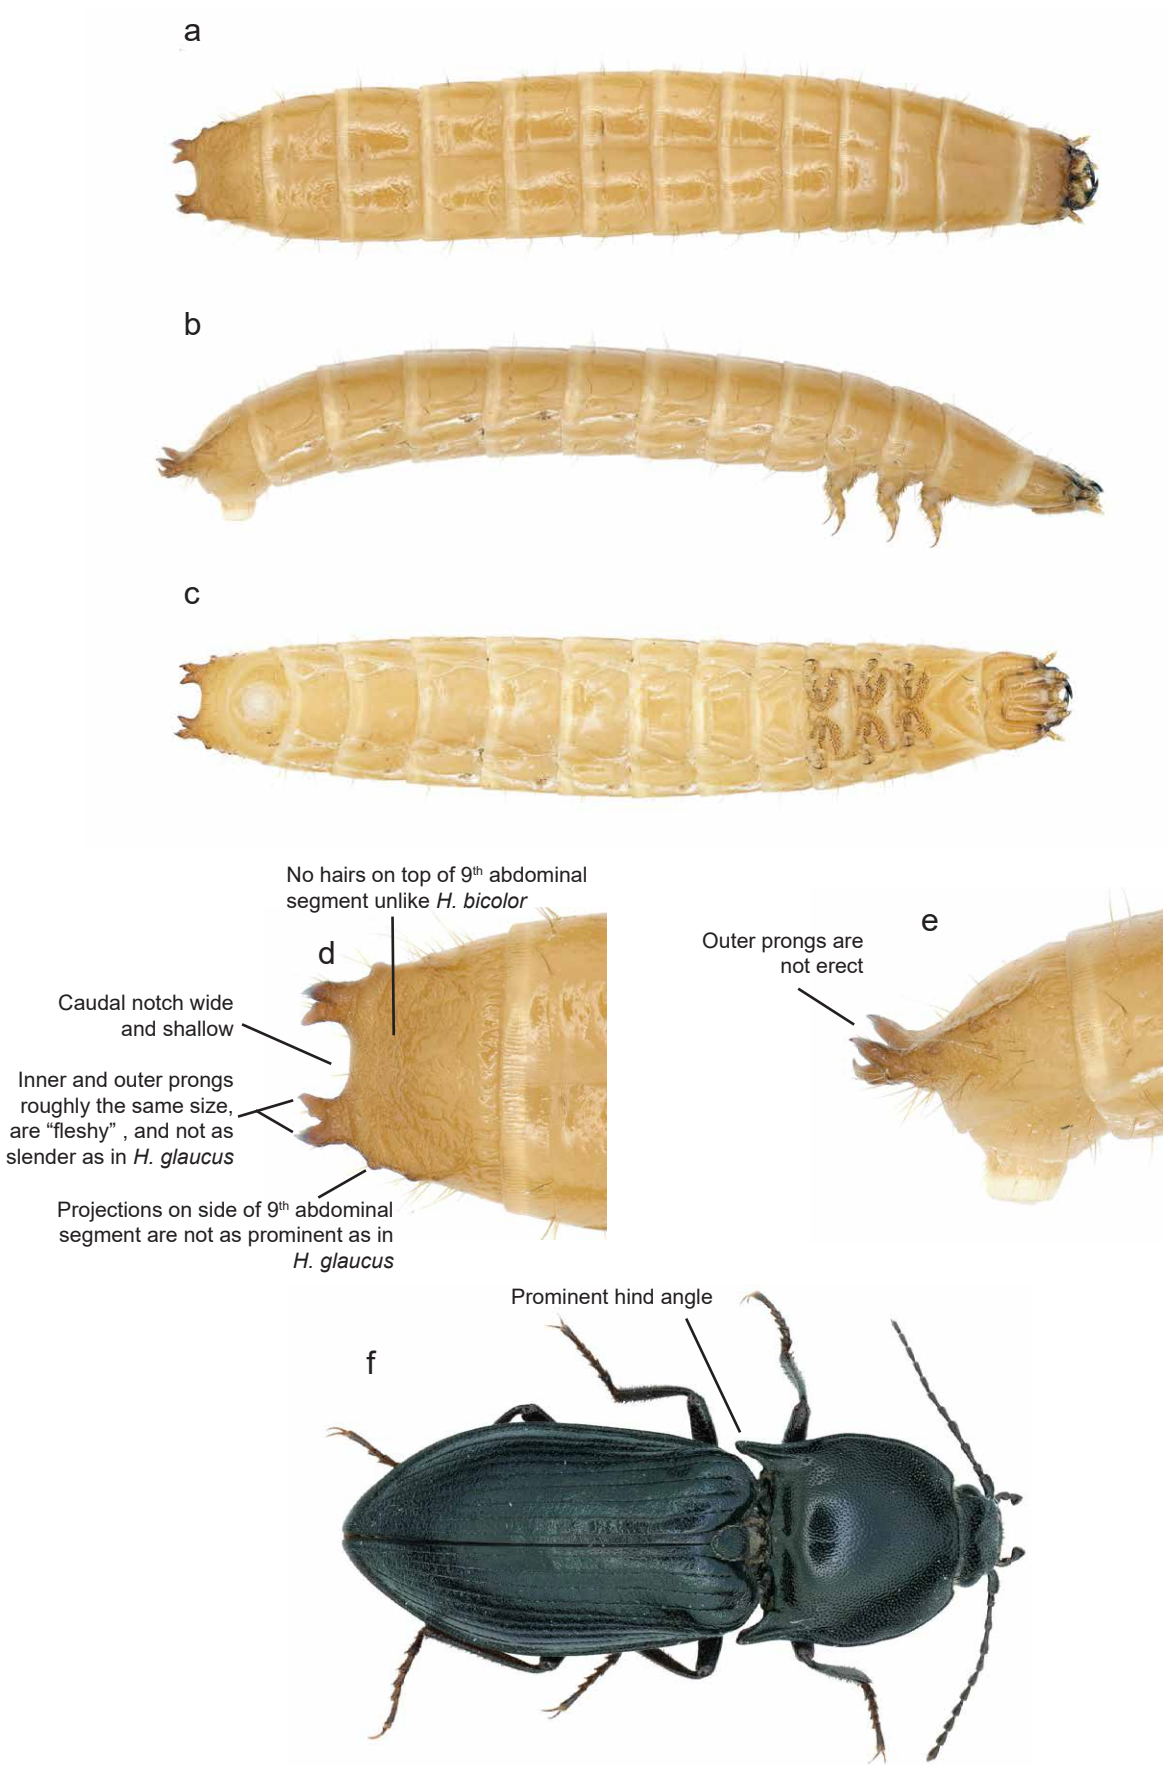 a
b
c
No hairs on top of 9th abdominal
segment unlike H. bicolor
d
e
Outer prongs are
not erect
Caudal notch wide
and shallow
Inner and outer prongs
roughly the same size,
are “fleshy” , and not as
slender as in H. glaucus
Projections on side of 9th abdominal
segment are not as prominent as in
H. glaucus
Prominent hind angle
f